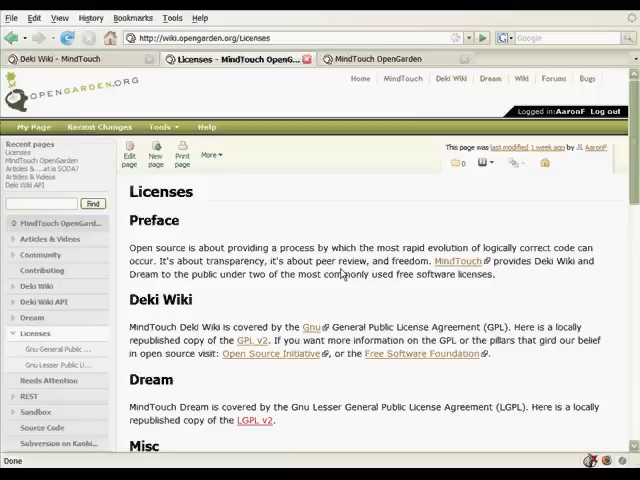 File Edit View History Bookmarks Tools Help
http://wiki.opengarden.org/Licenses
Google
Deki Wiki - MindTouch
Licenses - MindTouch OpenG...
MindTouch OpenGarden
OPENGARDEN.ORG
Home MindTouch Deki Wiki Dream Wiki Forums Bugs
Logged in: AaronF Log out
My Page Recent Changes Tools Help
Recent pages
Licenses
MindTouch OpenGarden
Articles &...at is SODA?
Articles & Videos
Deki Wiki API
Find
MindTouch OpenGard...
Articles & Videos
Community
Contributing
Deki Wiki
Deki Wiki API
Dream
Licenses
Gnu General Public ...
Gnu Lesser Public Li...
Needs Attention
REST
Sandbox
Source Code
Edit page
New page
Print page
More
This page was last modified 1 week ago by AaronF
0
Licenses
Preface
Open source is about providing a process by which the most rapid evolution of logically correct code can
occur. It's about transparency, it's about peer review, and freedom. MindTouch provides Deki Wiki and
Dream to the public under two of the most commonly used free software licenses.
Deki Wiki
MindTouch Deki Wiki is covered by the Gnu General Public License Agreement (GPL). Here is a locally
republished copy of the GPL v2. If you want more information on the GPL or the pillars that gird our belief
in open source visit: Open Source Initiative, or the Free Software Foundation.
Dream
MindTouch Dream is covered by the Gnu Lesser General Public License Agreement (LGPL). Here is a locally
republished copy of the LGPL v2.
Misc
Done